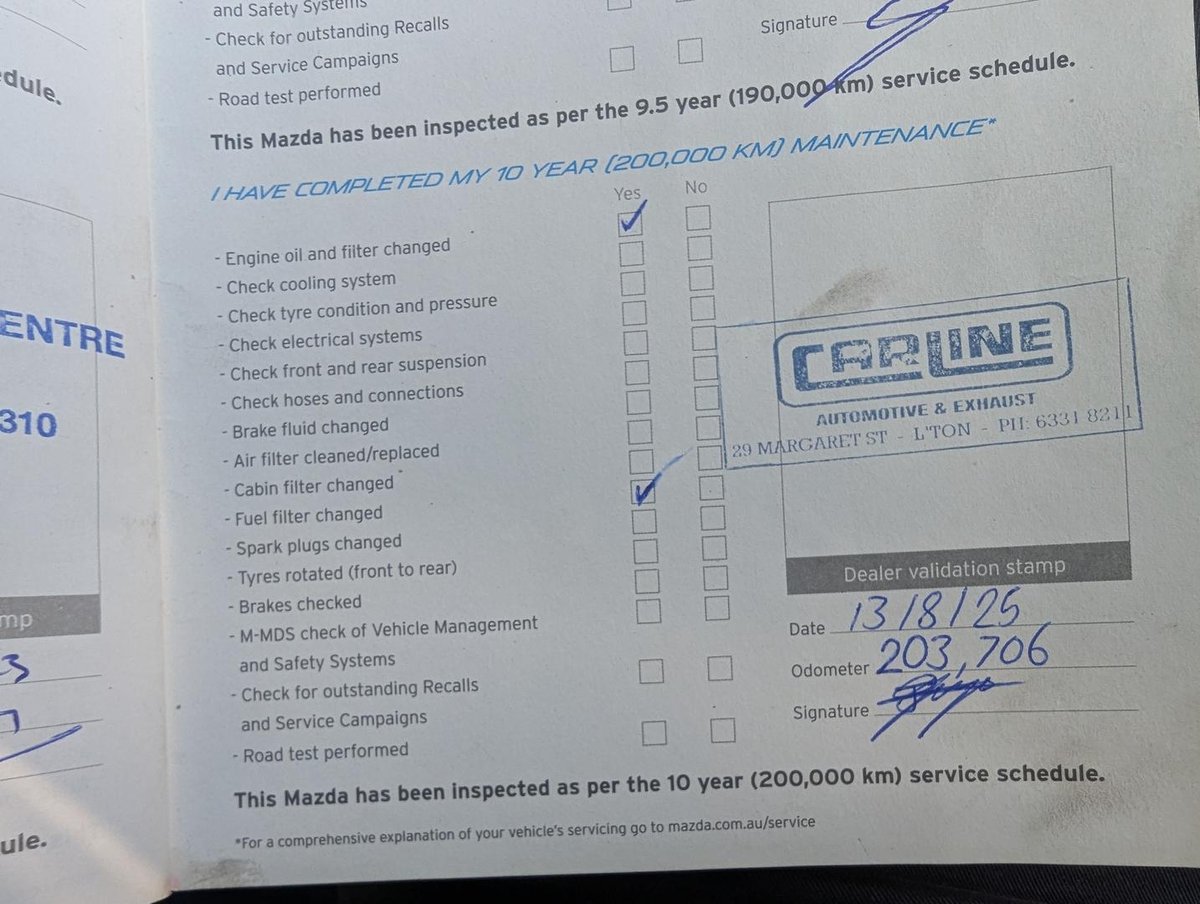 and Safety Systems
- Check for outstanding Recalls
and Service Campaigns
- Road test performed
Signature
This Mazda has been inspected as per the 9.5 year (190,000 km) service schedule.
I HAVE COMPLETED MY 10 YEAR (200,000 KM) MAINTENANCE*
Yes No
- Engine oil and filter changed
- Check cooling system
- Check tyre condition and pressure
- Check electrical systems
- Check front and rear suspension
- Check hoses and connections
- Brake fluid changed
- Air filter cleaned/replaced
- Cabin filter changed
- Fuel filter changed
- Spark plugs changed
- Tyres rotated (front to rear)
- Brakes checked
- M-MDS check of Vehicle Management
and Safety Systems
- Check for outstanding Recalls
and Service Campaigns
- Road test performed
CARLINE
AUTOMOTIVE & EXHAUST
29 MARGARET ST - L'TON - PH: 6331 8211
Dealer validation stamp
Date 13/8/25
Odometer 203,706
Signature
This Mazda has been inspected as per the 10 year (200,000 km) service schedule.
*For a comprehensive explanation of your vehicle's servicing go to mazda.com.au/service
edule.
ENTRE
310
mp
3
ule.